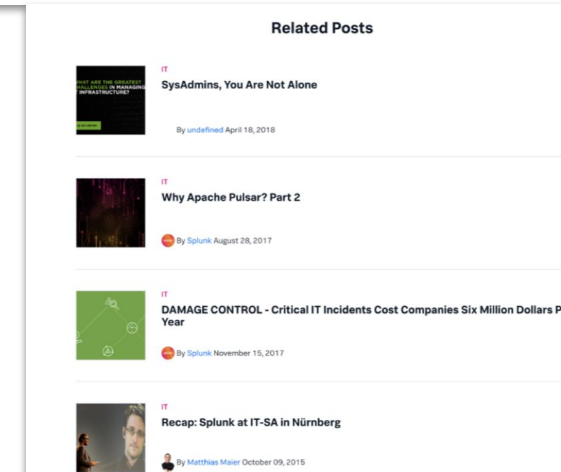 Related Posts
WHAT ARE THE GREATEST
CHALLENGES IN MANAGING
INFRASTRUCTURE?
IT
SysAdmins, You Are Not Alone
By undefined April 18, 2018
IT
Why Apache Pulsar? Part 2
By Splunk August 28, 2017
IT
DAMAGE CONTROL - Critical IT Incidents Cost Companies Six Million Dollars P
Year
By Splunk November 15, 2017
IT
Recap: Splunk at IT-SA in Nürnberg
By Matthias Maier October 09, 2015